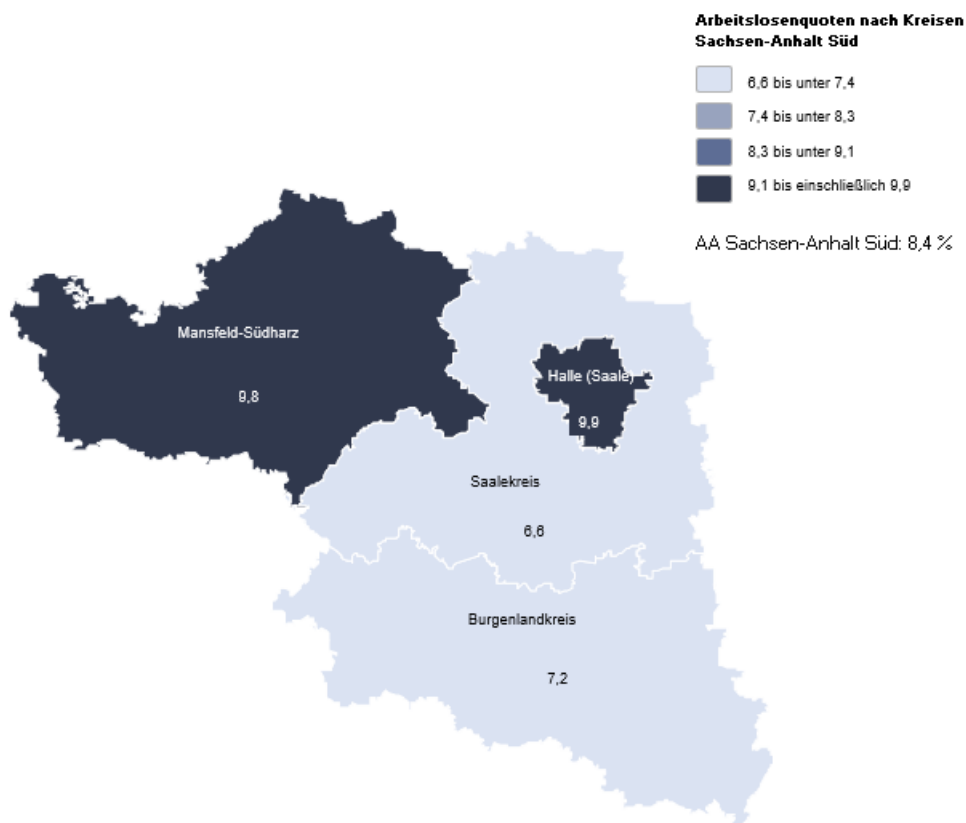 Arbeitslosenquoten nach Kreisen
Sachsen-Anhalt Süd
6,6 bis unter 7,4
7,4 bis unter 8,3
8,3 bis unter 9,1
9,1 bis einschließlich 9,9
AA Sachsen-Anhalt Süd: 8,4 %
Mansfeld-Südharz
9,8
Halle (Saale)
9,9
Saalekreis
6,6
Burgenlandkreis
7,2